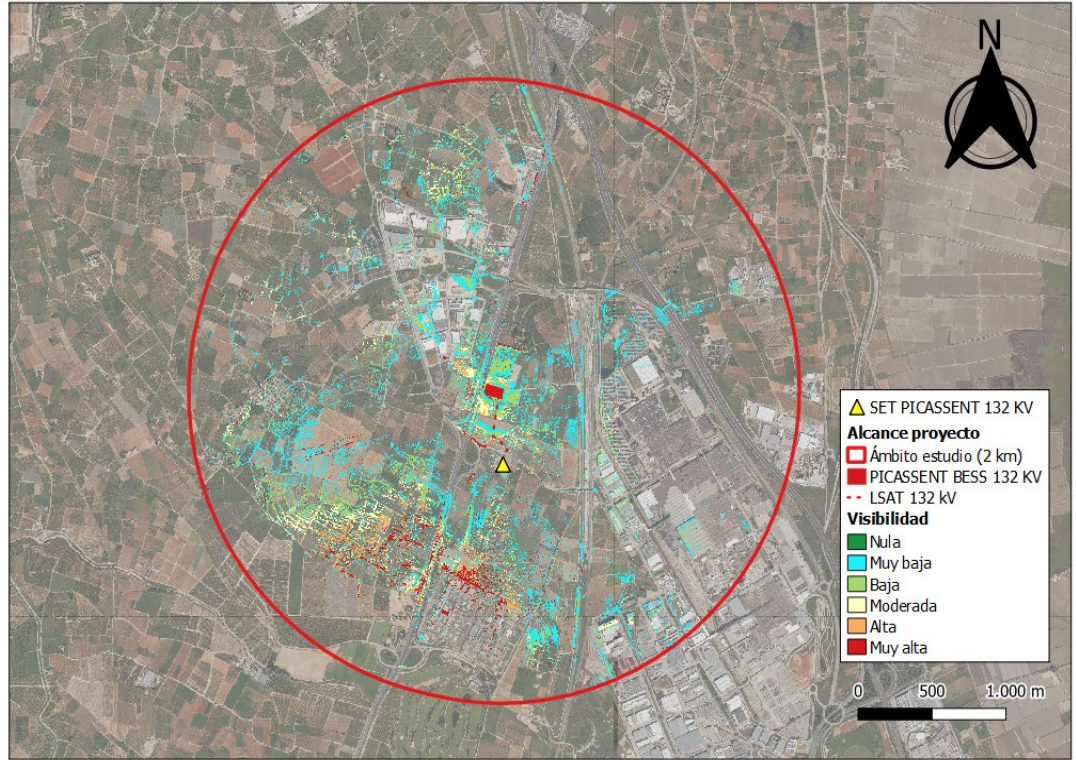 N
SET PICASSENT 132 KV
Alcance proyecto
Ámbito estudio (2 km)
PICASSENT BESS 132 KV
LSAT 132 kV
Visibilidad
Nula
Muy baja
Baja
Moderada
Alta
Muy alta
0 500 1.000 m